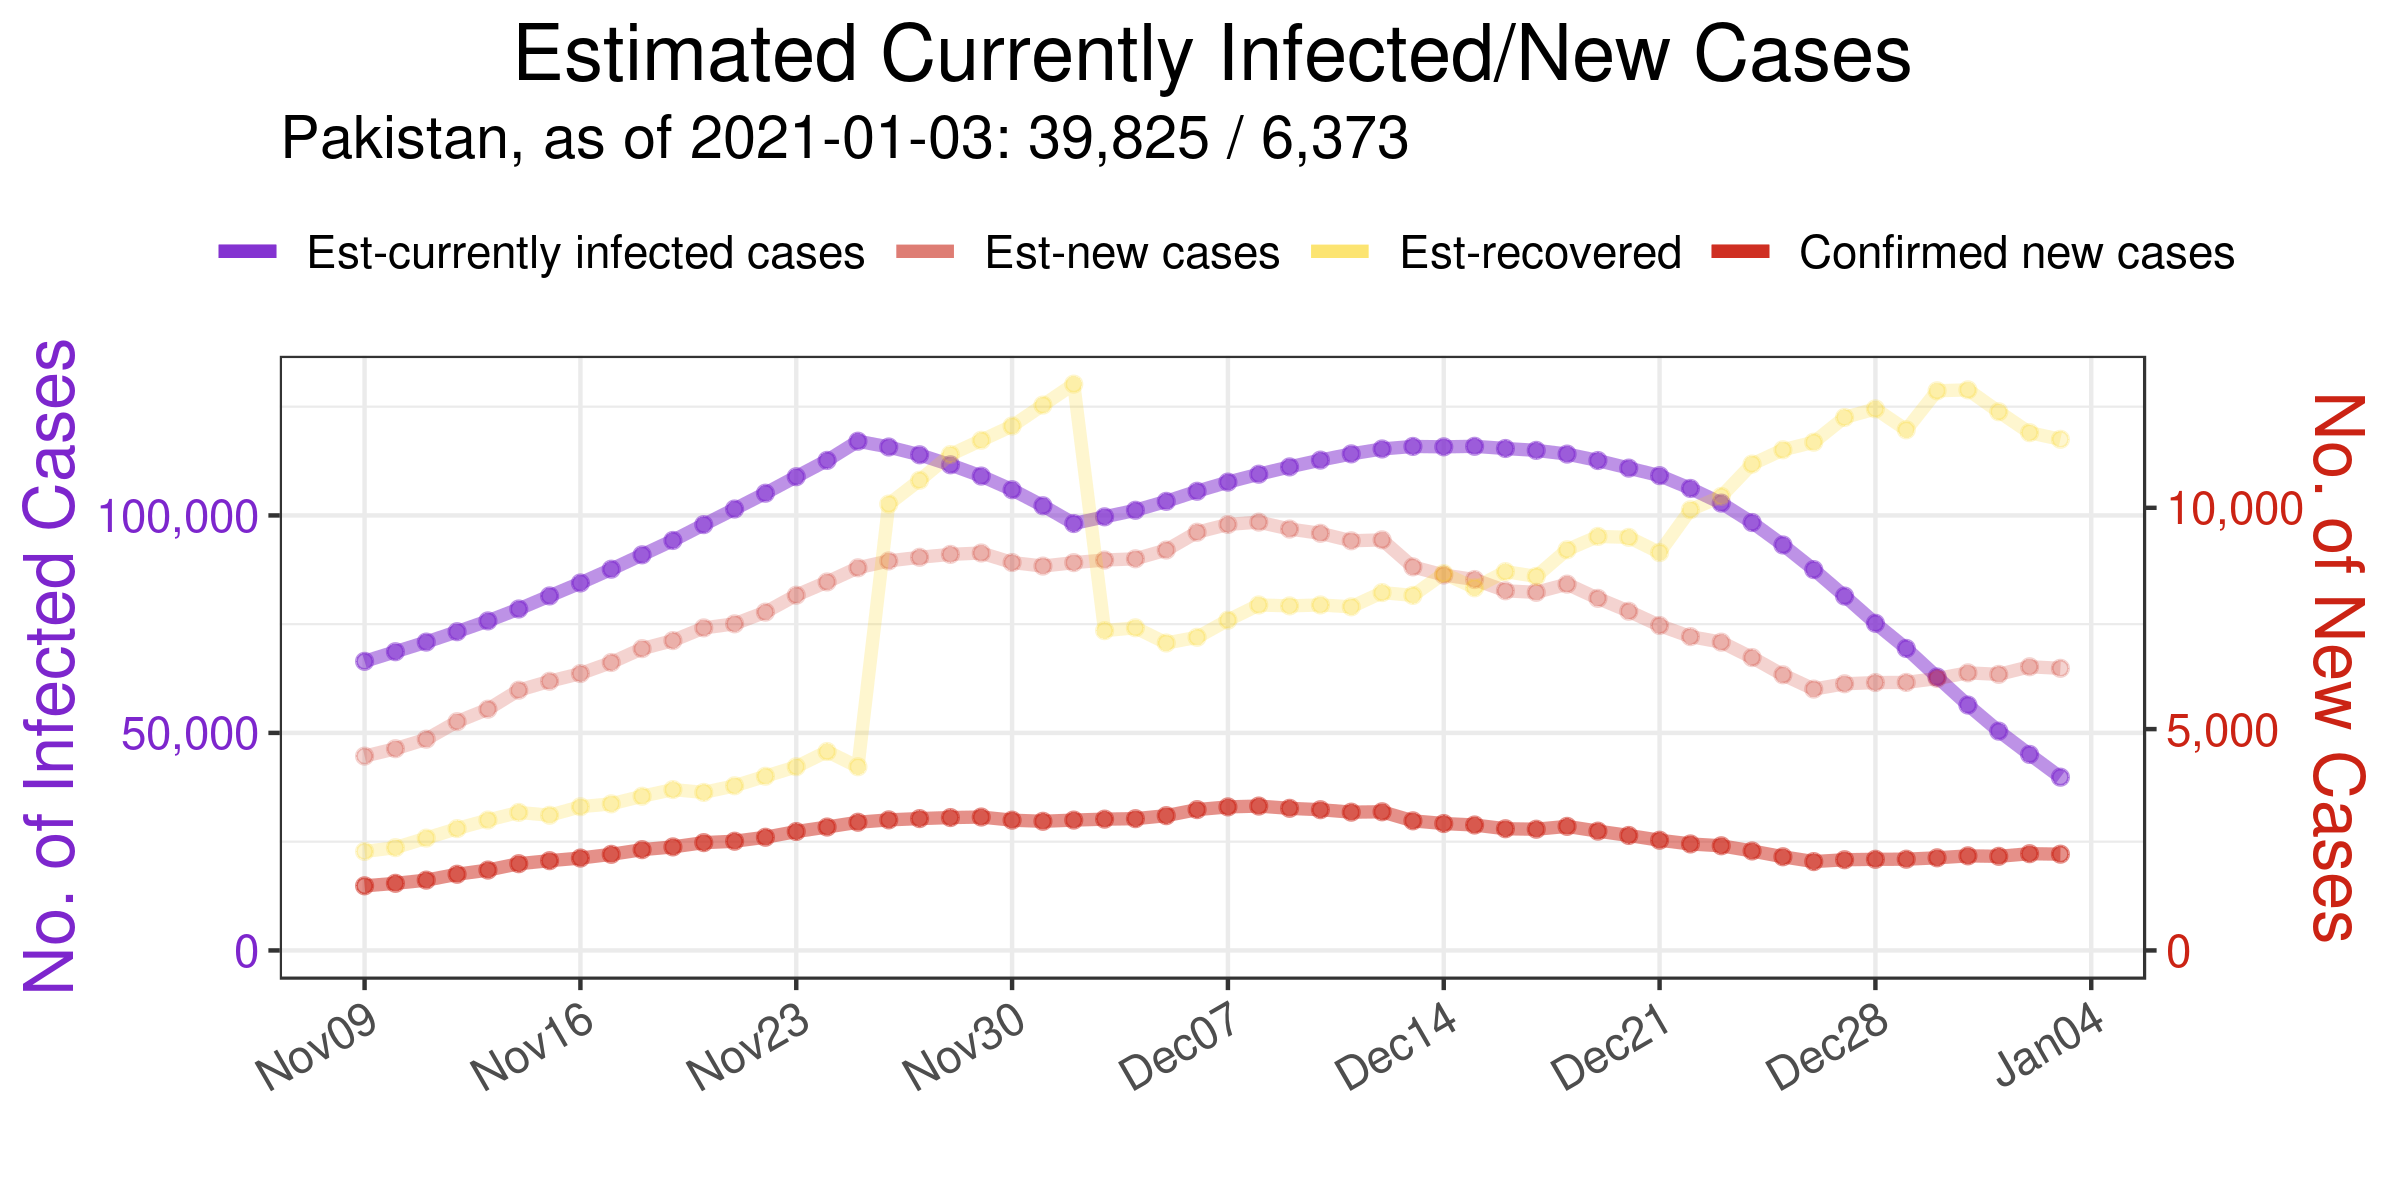 Estimated Currently Infected/New Cases
Pakistan, as of 2021-01-03: 39,825 / 6,373
Est-currently infected cases Est-new cases Est-recovered Confirmed new cases
No. of Infected Cases
100,000
50,000
0
No. of New Cases
10,000
5,000
0
Nov09 Nov16 Nov23 Nov30 Dec07 Dec14 Dec21 Dec28 Jan04